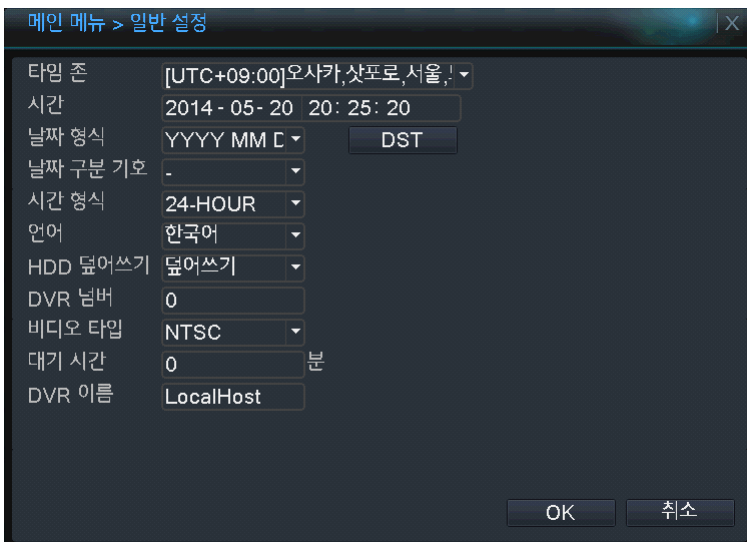 메인 메뉴 > 일반 설정 X
타임 존 [UTC+09:00]오사카,삿포로,서울,
시간 2014 - 05 - 20 20: 25: 20
날짜 형식 YYYY MM D DST
날짜 구분 기호 -
시간 형식 24-HOUR
언어 한국어
HDD 덮어쓰기 덮어쓰기
DVR 넘버 0
비디오 타입 NTSC
대기 시간 0 분
DVR 이름 LocalHost
OK 취소